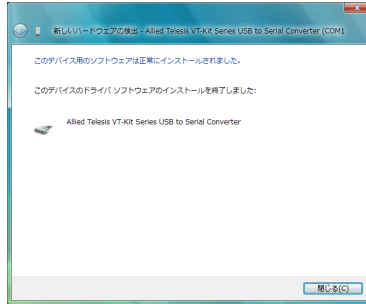 新しいハードウェアの検出 - Allied Telesis VT-Kit Series USB to Serial Converter (COM1
このデバイス用のソフトウェアは正常にインストールされました。
このデバイスのドライバ ソフトウェアのインストールを終了しました:
Allied Telesis VT-Kit Series USB to Serial Converter
閉じる(C)